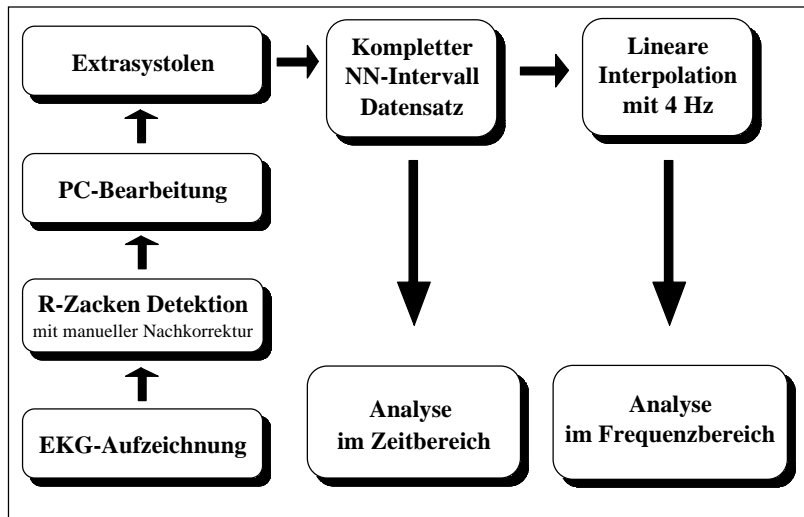 Extrasystolen
Kompletter
NN-Intervall
Datensatz
Lineare
Interpolation
mit 4 Hz
PC-Bearbeitung
R-Zacken Detektion
mit manueller Nachkorrektur
EKG-Aufzeichnung
Analyse
im Zeitbereich
Analyse
im Frequenzbereich